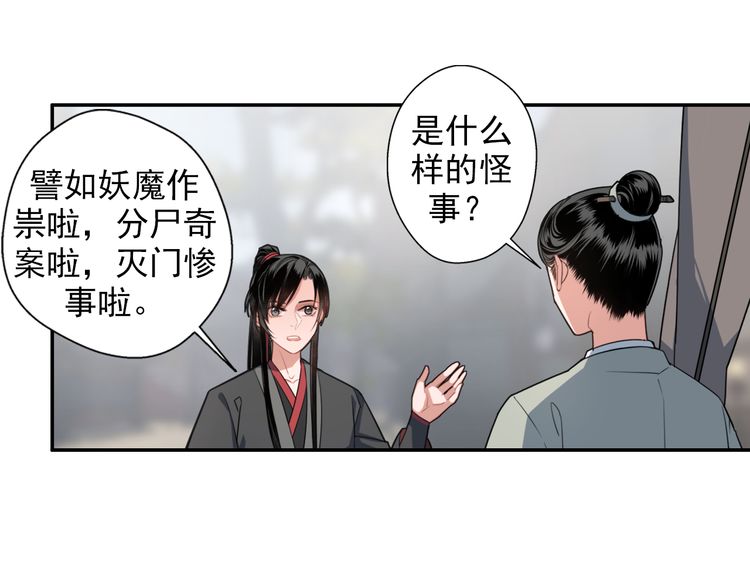 是什么
样的怪
事？
譬如妖魔作
祟啦，分尸奇
案啦，灭门惨
事啦。